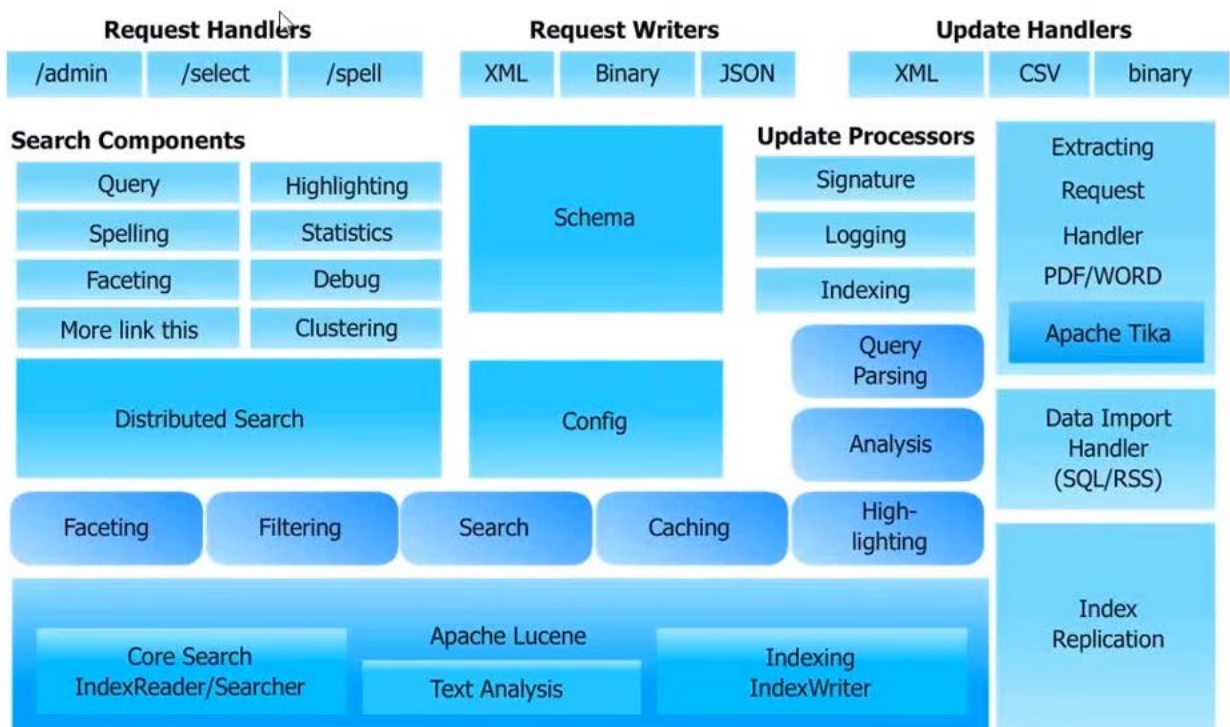 Request Handlers
/admin
/select
/spell
Request Writers
XML
Binary
JSON
Update Handlers
XML
CSV
binary
Search Components
Query
Highlighting
Spelling
Statistics
Faceting
Debug
More link this
Clustering
Distributed Search
Schema
Config
Update Processors
Signature
Logging
Indexing
Query
Parsing
Analysis
Extracting
Request
Handler
PDF/WORD
Apache Tika
Data Import
Handler
(SQL/RSS)
Faceting
Filtering
Search
Caching
High-
lighting
Apache Lucene
Core Search
IndexReader/Searcher
Text Analysis
Indexing
IndexWriter
Index
Replication